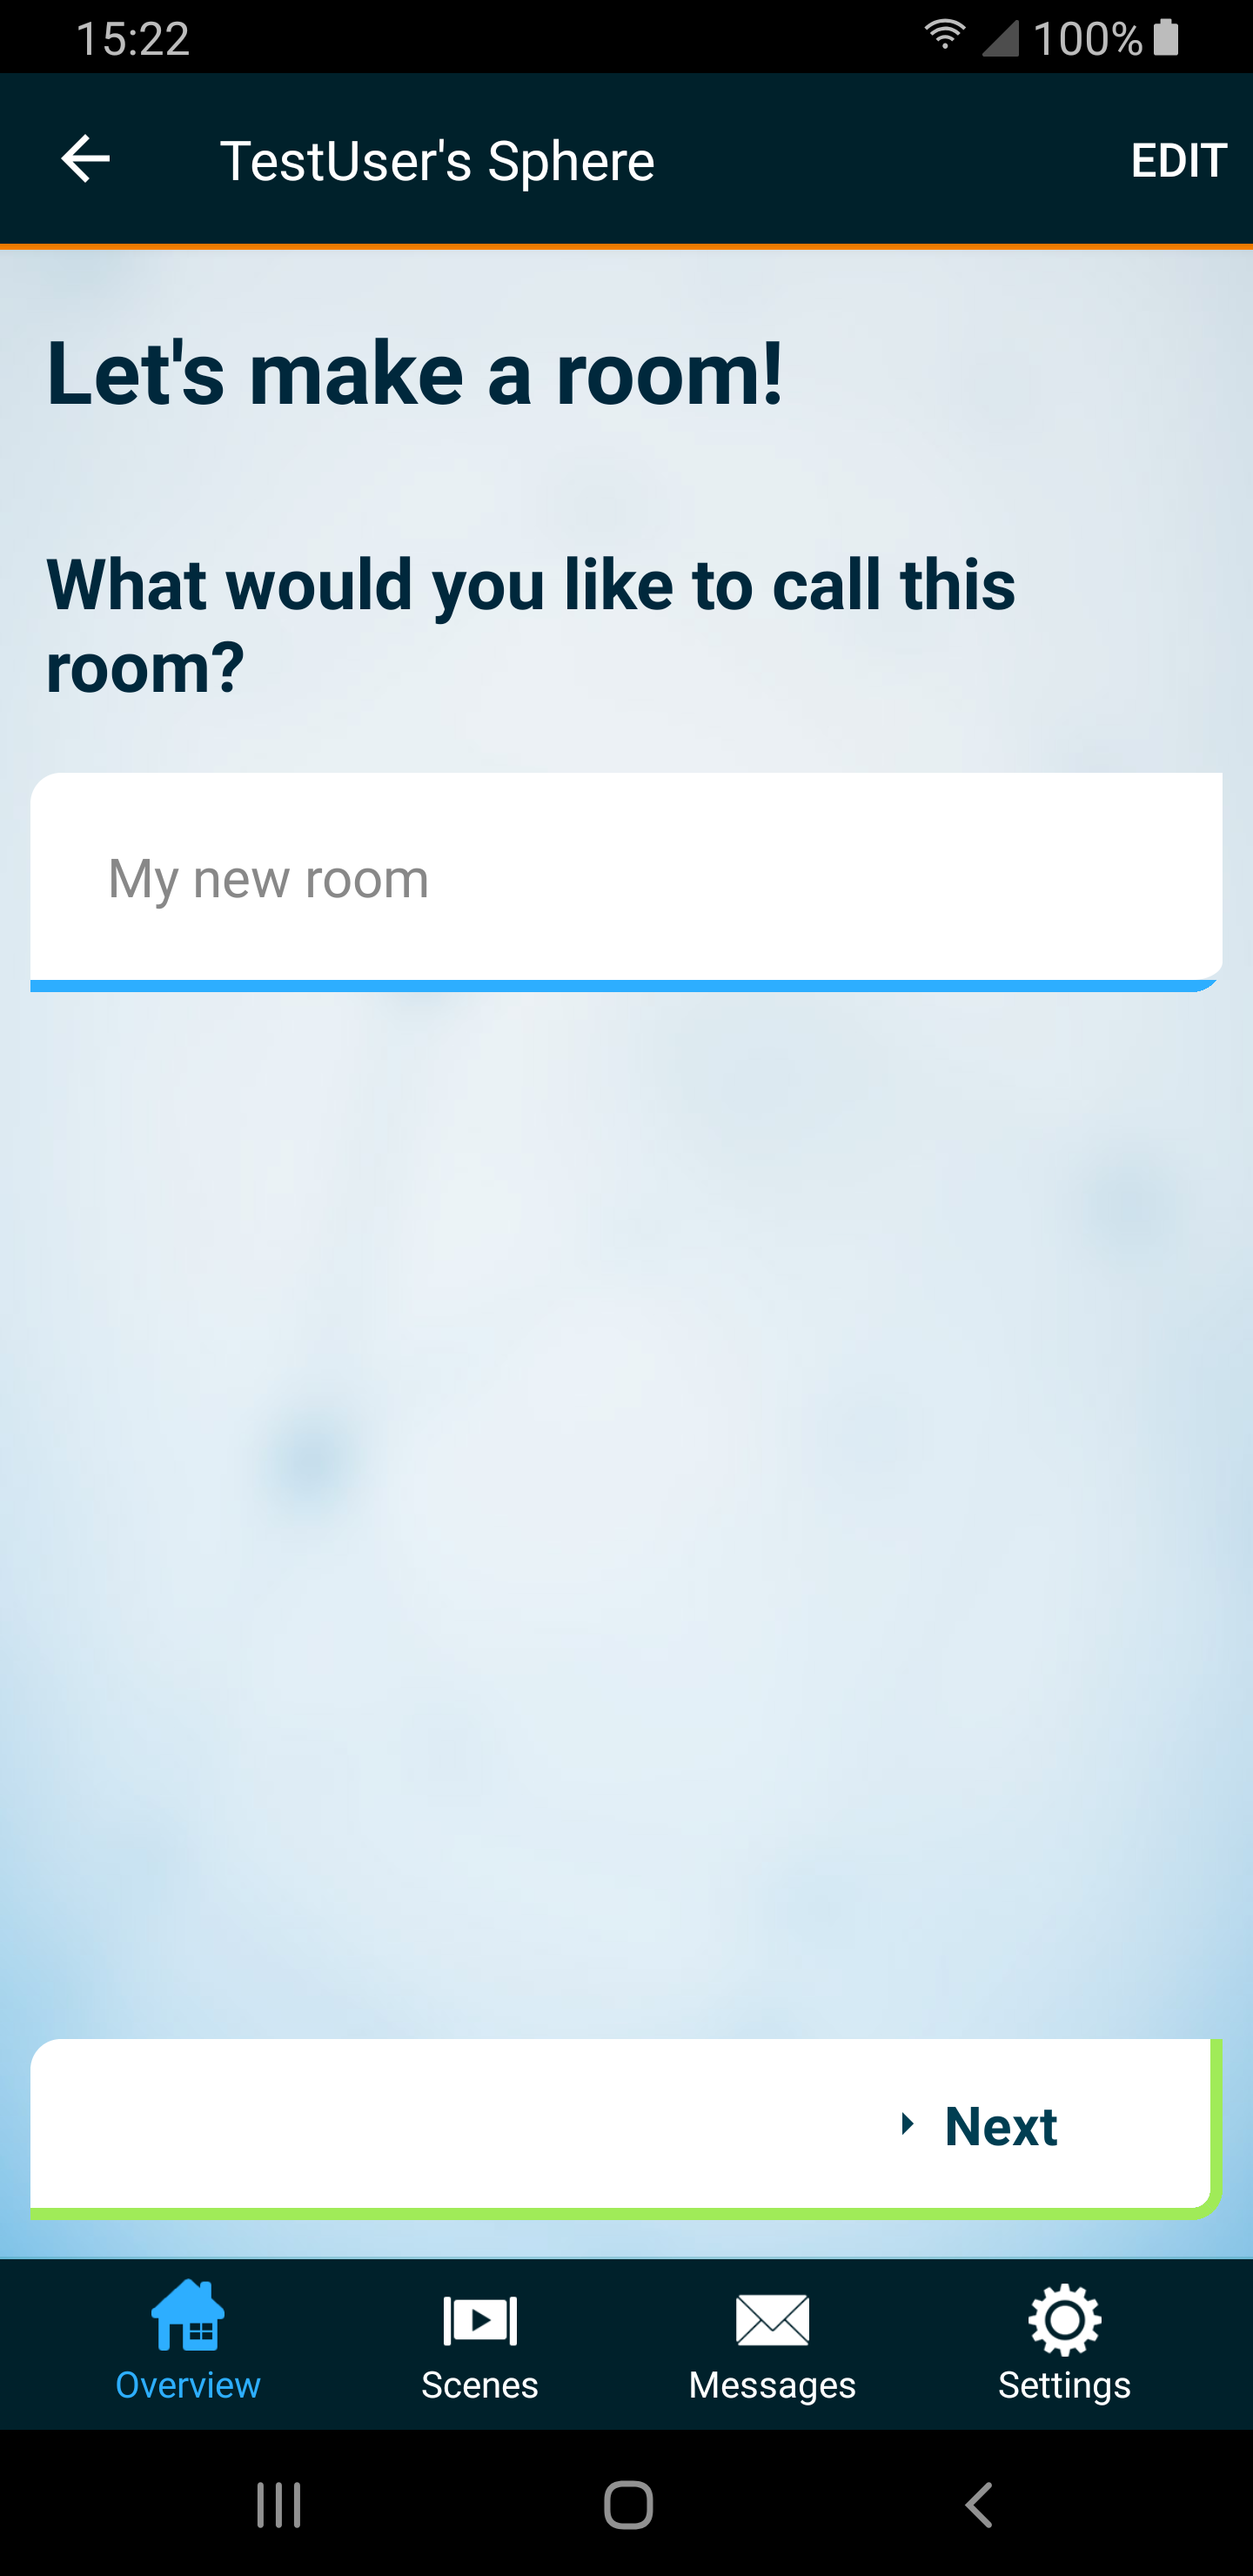 15:22
100%
TestUser's Sphere
EDIT
Let's make a room!
What would you like to call this
room?
My new room
Next
Overview
Scenes
Messages
Settings